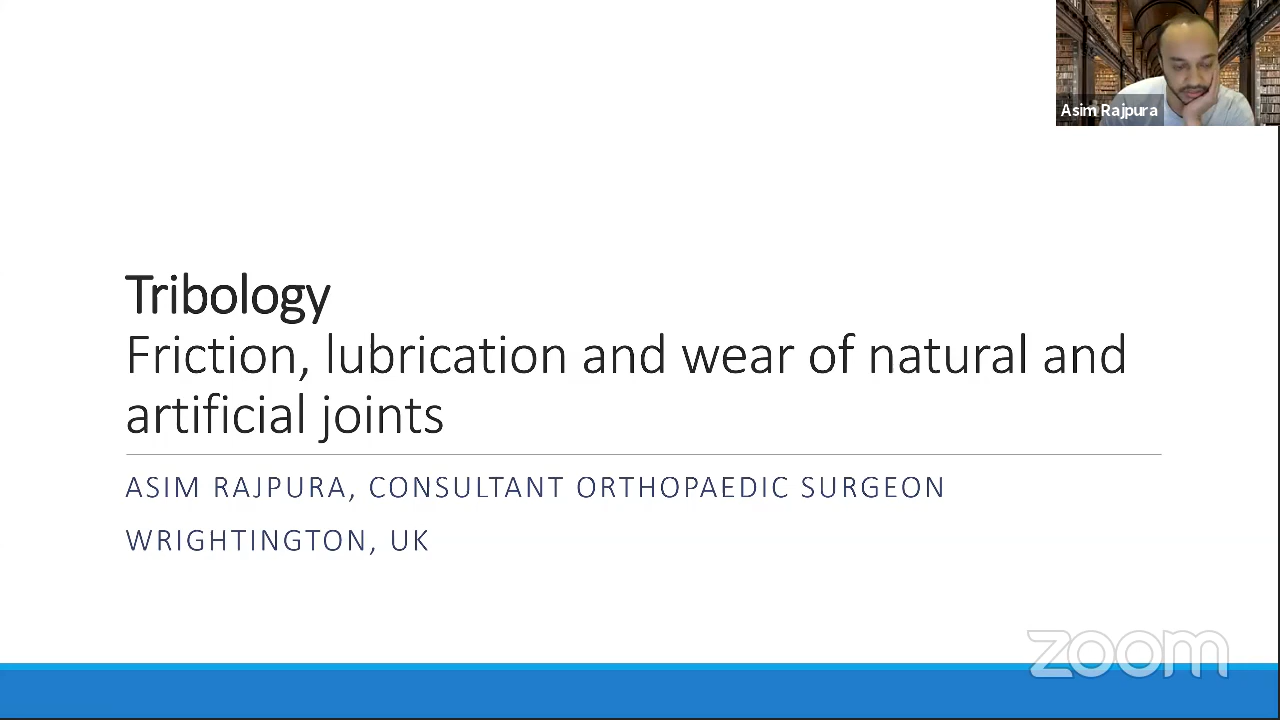 Asim Rajpura
Tribology
Friction, lubrication and wear of natural and
artificial joints
ASIM RAJPURA, CONSULTANT ORTHOPAEDIC SURGEON
WRIGHTINGTON, UK
zoom